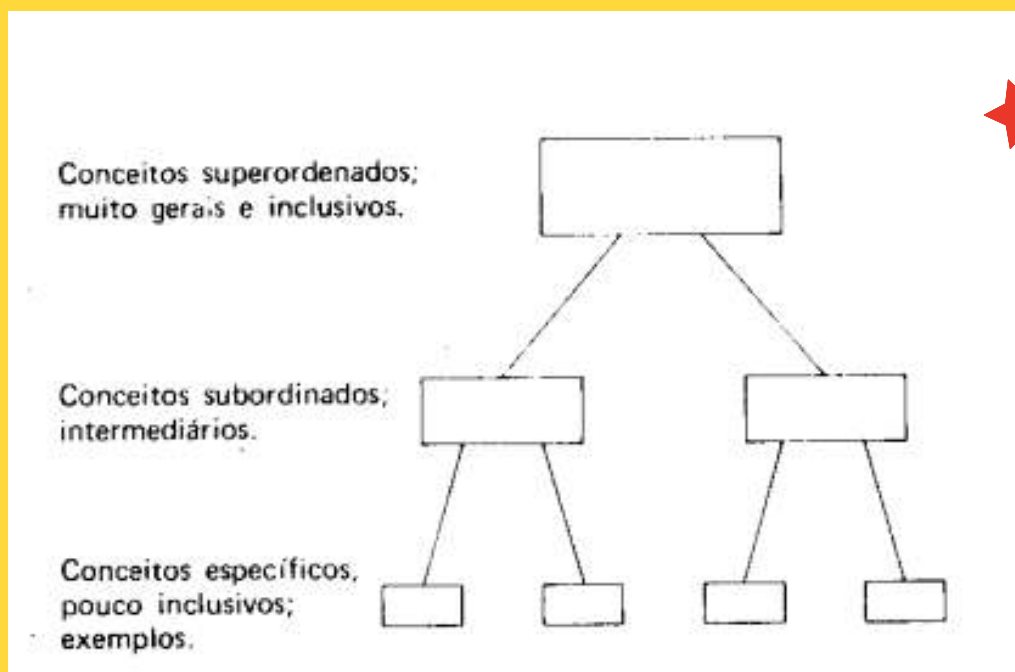 Conceitos superordenados;
muito gerais e inclusivos.
Conceitos subordinados;
intermediários.
Conceitos específicos,
pouco inclusivos;
exemplos.